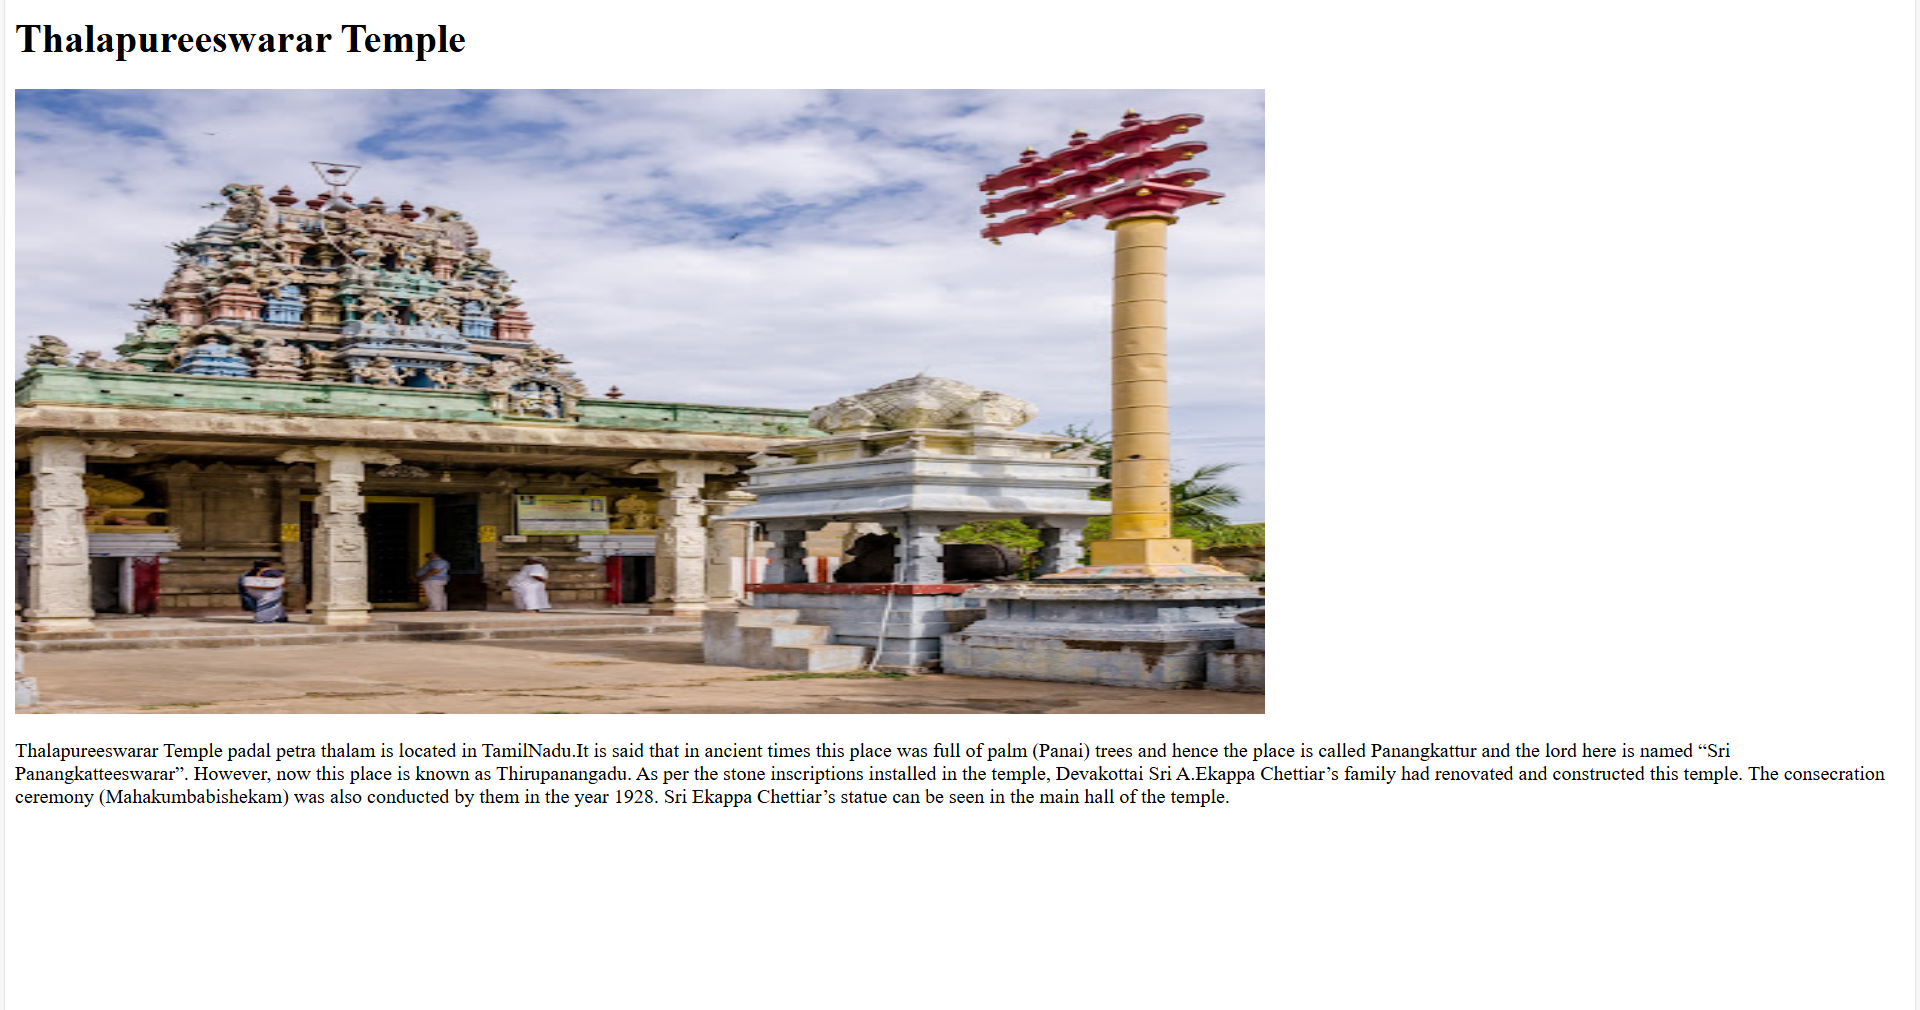 Thalapureeswarar Temple
Thalapureeswarar Temple padal petra thalam is located in TamilNadu.It is said that in ancient times this place was full of palm (Panai) trees and hence the place is called Panangkattur and the lord here is named “Sri
Panangkatteeswarar”. However, now this place is known as Thirupanangadu. As per the stone inscriptions installed in the temple, Devakottai Sri A.Ekappa Chettiar’s family had renovated and constructed this temple. The consecration
ceremony (Mahakumbabishekam) was also conducted by them in the year 1928. Sri Ekappa Chettiar’s statue can be seen in the main hall of the temple.